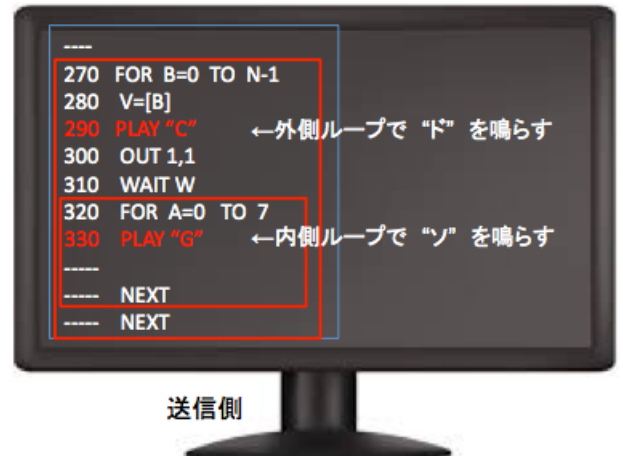 ----
270 FOR B=0 TO N-1
280 V=[B]
290 PLAY “C” ←外側ループで “ド” を鳴らす
300 OUT 1,1
310 WAIT W
320 FOR A=0 TO 7
330 PLAY “G” ←内側ループで “ソ” を鳴らす
-----
----- NEXT
----- NEXT
送信側